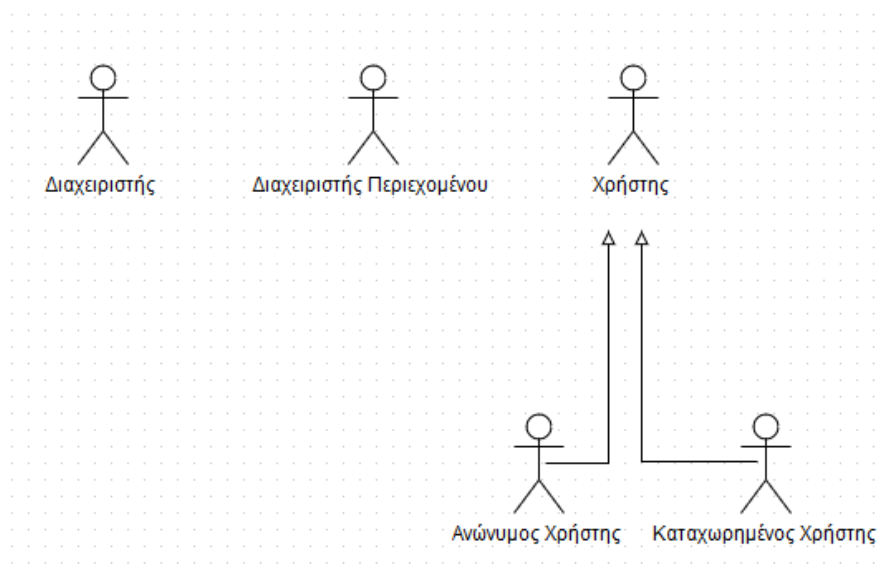 Διαχειριστής
Διαχειριστής Περιεχομένου
Χρήστης
Ανώνυμος Χρήστης
Καταχωρημένος Χρήστης